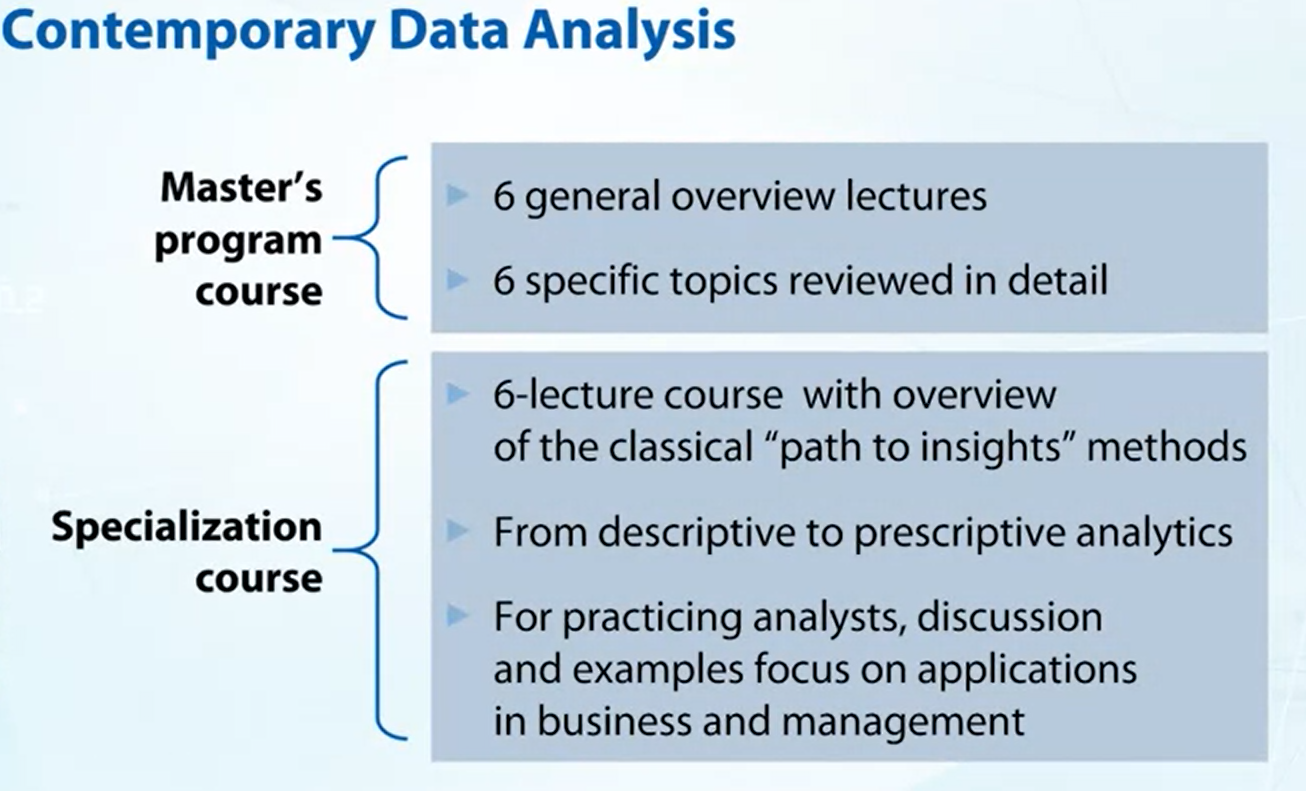 Contemporary Data Analysis
Master's
program
course
6 general overview lectures
6 specific topics reviewed in detail
Specialization
course
6-lecture course with overview
of the classical “path to insights” methods
From descriptive to prescriptive analytics
For practicing analysts, discussion
and examples focus on applications
in business and management